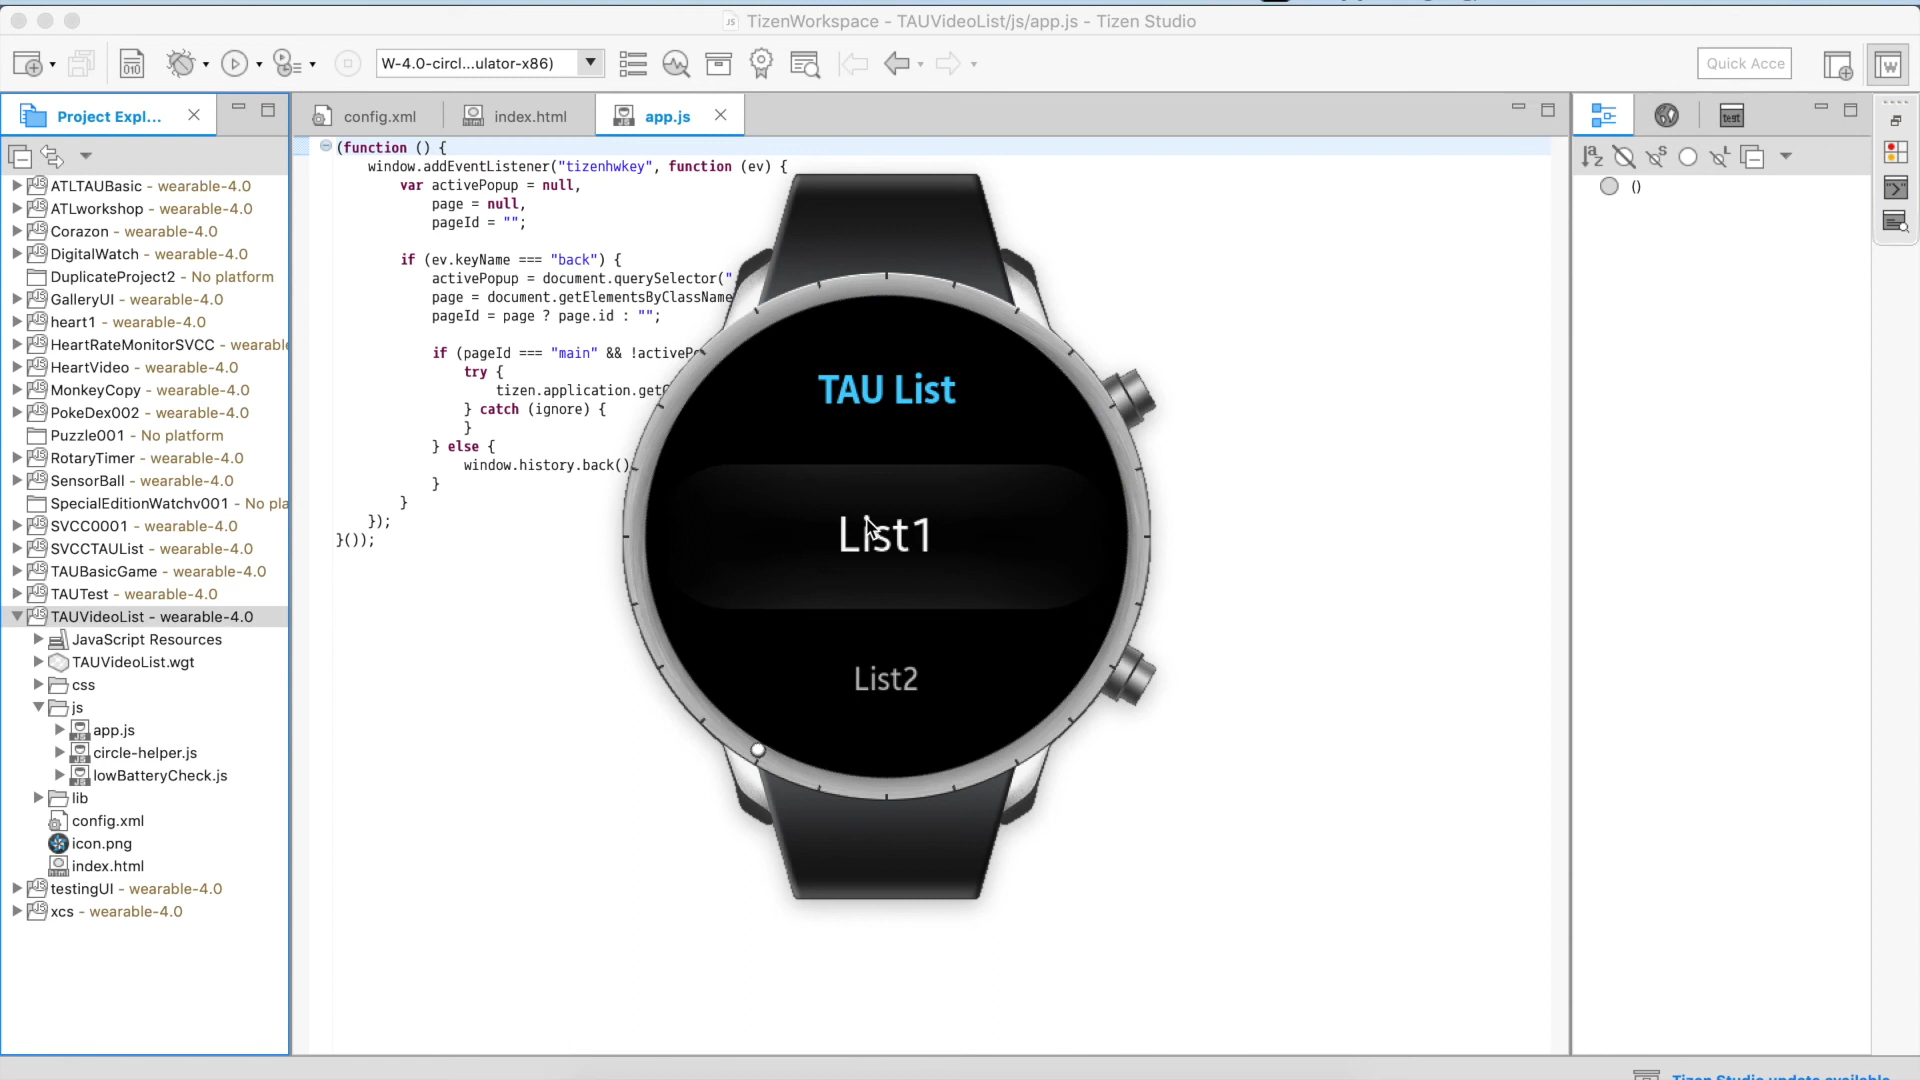 TizenWorkspace - TAUVideoList/js/app.js - Tizen Studio
W-4.0-circl...ulator-x86)
Quick Acce
Project Expl...
config.xml
index.html
app.js
ATLTAUBasic - wearable-4.0
ATLworkshop - wearable-4.0
Corazon - wearable-4.0
DigitalWatch - wearable-4.0
DuplicateProject2 - No platform
GalleryUI - wearable-4.0
heart1 - wearable-4.0
HeartRateMonitorSVCC - wearable
HeartVideo - wearable-4.0
MonkeyCopy - wearable-4.0
PokeDex002 - wearable-4.0
Puzzle001 - No platform
RotaryTimer - wearable-4.0
SensorBall - wearable-4.0
SpecialEditionWatchv001 - No pla
SVCC0001 - wearable-4.0
SVCCTAUList - wearable-4.0
TAUBasicGame - wearable-4.0
TAUTest - wearable-4.0
TAUVideoList - wearable-4.0
JavaScript Resources
TAUVideoList.wgt
css
js
app.js
circle-helper.js
lowBatteryCheck.js
lib
config.xml
icon.png
index.html
testingUI - wearable-4.0
xcs - wearable-4.0
(function () {
window.addEventListener("tizenhwkey", function (ev) {
var activePopup = null,
page = null,
pageId = "";
if (ev.keyName === "back") {
activePopup = document.querySelector("
page = document.getElementsByClassName
pageId = page ? page.id : "";
if (pageId === "main" && !activePo
try {
tizen.application.getC
} catch (ignore) {
}
} else {
window.history.back()
}
}
});
}());
TAU List
List1
List2
()
test
Tizen Studio update available